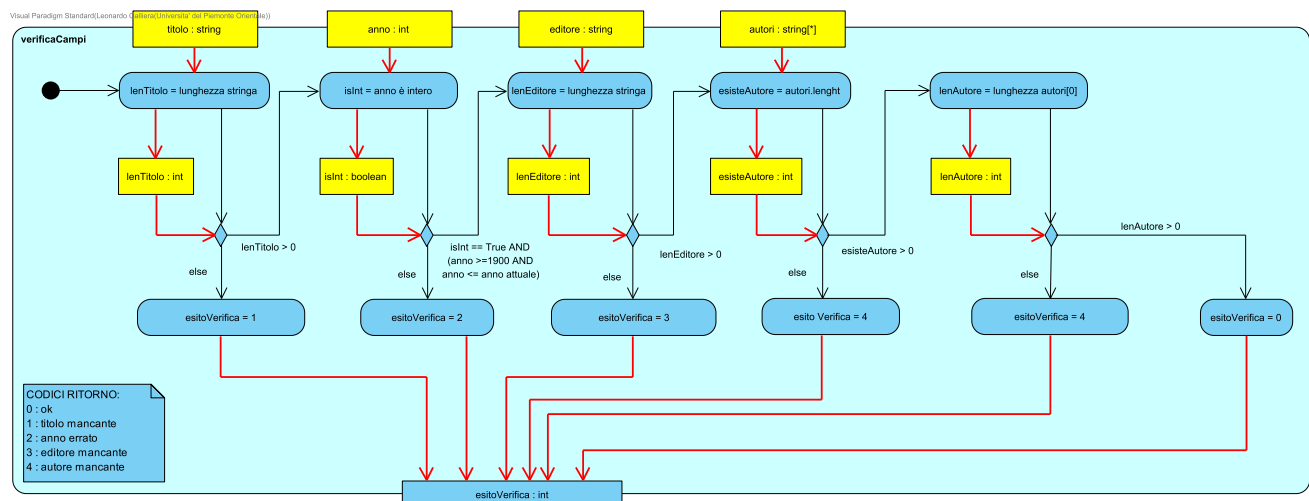 Visual Paradigm Standard(Leonardo Galliera(Universita' del Piemonte Orientale))
titolo : string
anno : int
editore : string
autori : string[*]
verificaCampi
lenTitolo = lunghezza stringa
isInt = anno è intero
lenEditore = lunghezza stringa
esisteAutore = autori.lenght
lenAutore = lunghezza autori[0]
lenTitolo : int
isInt : boolean
lenEditore : int
esisteAutore : int
lenAutore : int
lenTitolo > 0
isInt == True AND
(anno >=1900 AND
anno <= anno attuale)
lenEditore > 0
esisteAutore > 0
lenAutore > 0
else
else
else
else
else
esitoVerifica = 1
esitoVerifica = 2
esitoVerifica = 3
esito Verifica = 4
esitoVerifica = 4
esitoVerifica = 0
CODICI RITORNO:
0 : ok
1 : titolo mancante
2 : anno errato
3 : editore mancante
4 : autore mancante
esitoVerifica : int